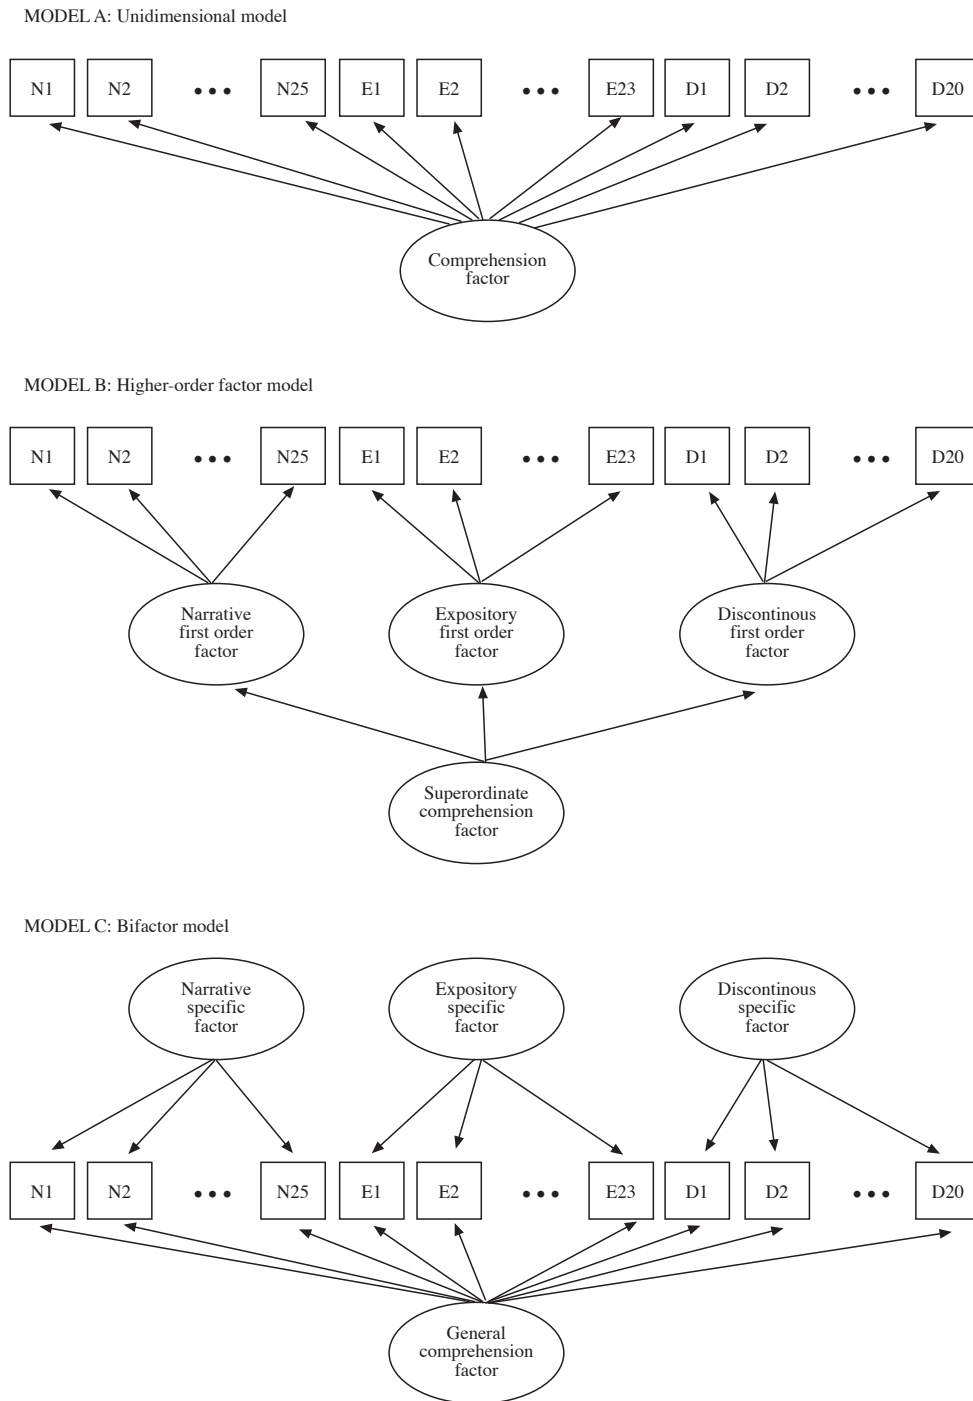 MODEL A: Unidimensional model
N1 N2 ••• N25 E1 E2 ••• E23 D1 D2 ••• D20
Comprehension
factor
MODEL B: Higher-order factor model
N1 N2 ••• N25 E1 E2 ••• E23 D1 D2 ••• D20
Narrative
first order
factor
Expository
first order
factor
Discontinous
first order
factor
Superordinate
comprehension
factor
MODEL C: Bifactor model
Narrative
specific
factor
Expository
specific
factor
Discontinous
specific
factor
N1 N2 ••• N25 E1 E2 ••• E23 D1 D2 ••• D20
General
comprehension
factor